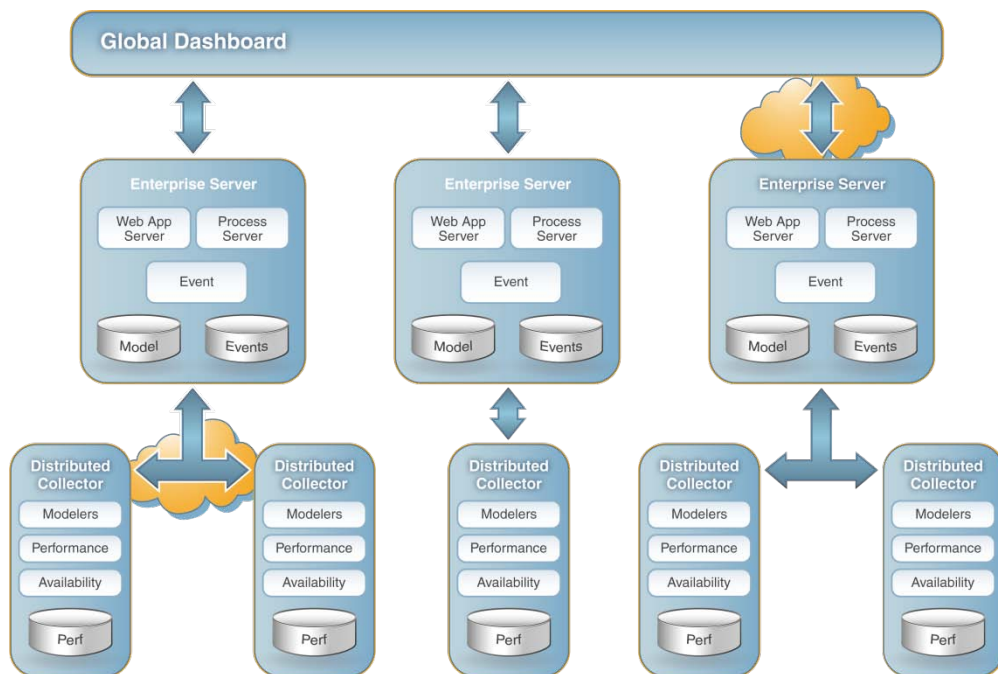 Global Dashboard
Enterprise Server
Web App
Server
Process
Server
Event
Model
Events
Enterprise Server
Web App
Server
Process
Server
Event
Model
Events
Enterprise Server
Web App
Server
Process
Server
Event
Model
Events
Distributed
Collector
Modelers
Performance
Availability
Perf
Distributed
Collector
Modelers
Performance
Availability
Perf
Distributed
Collector
Modelers
Performance
Availability
Perf
Distributed
Collector
Modelers
Performance
Availability
Perf
Distributed
Collector
Modelers
Performance
Availability
Perf